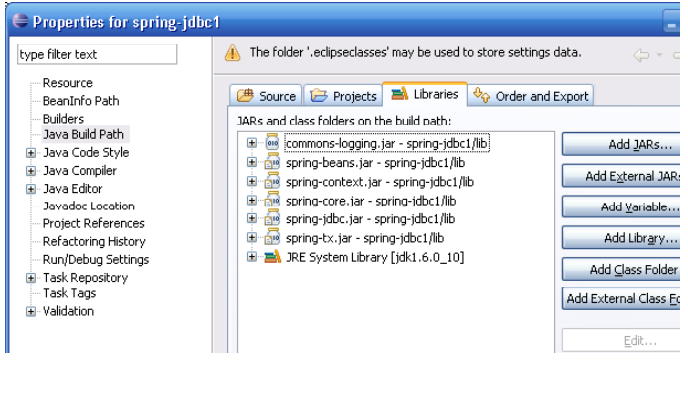 Properties for spring-jdbc1
type filter text
The folder '.eclipseclasses' may be used to store settings data.
Resource
BeanInfo Path
Builders
Java Build Path
Java Code Style
Java Compiler
Java Editor
Javadoc Location
Project References
Refactoring History
Run/Debug Settings
Task Repository
Task Tags
Validation
Source
Projects
Libraries
Order and Export
JARs and class folders on the build path:
commons-logging.jar - spring-jdbc1/lib
spring-beans.jar - spring-jdbc1/lib
spring-context.jar - spring-jdbc1/lib
spring-core.jar - spring-jdbc1/lib
spring-jdbc.jar - spring-jdbc1/lib
spring-tx.jar - spring-jdbc1/lib
JRE System Library [jdk1.6.0_10]
Add JARs...
Add External JARs
Add Variable...
Add Library...
Add Class Folder
Add External Class Fo
Edit...